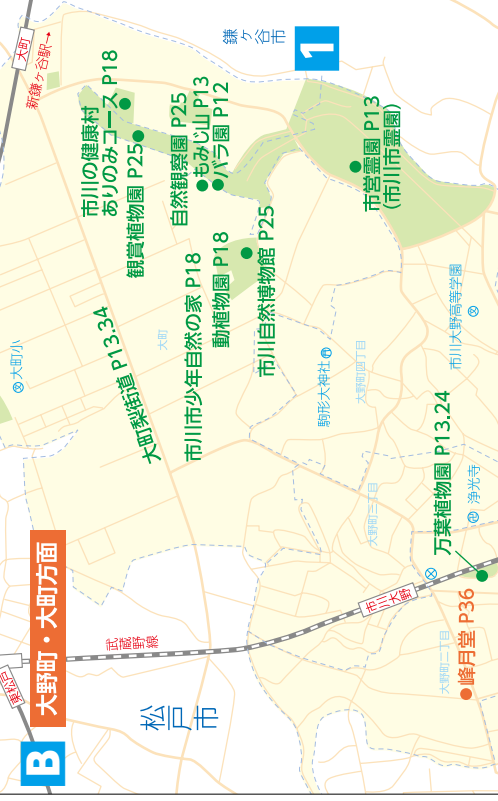 B
大野町・大町方面
1
鎌ヶ谷市
大町
新鎌ヶ谷駅→
市川の健康村
ありのみコース P18
観賞植物園 P25
自然観察園 P25
もみじ山 P13
バラ園 P12
市営霊園 P13
(市川市霊園)
大町小
大町梨街道 P13.34
大町
市川市少年自然の家 P18
動植物園 P18
市川自然博物館 P25
駒形大神社
大野町四丁目
市川大野高等学園
大野町三丁目
万葉植物園 P13.24
浄光寺
市川大野
武蔵野線
東松戸
松戸市
大野町二丁目
峰月堂 P36